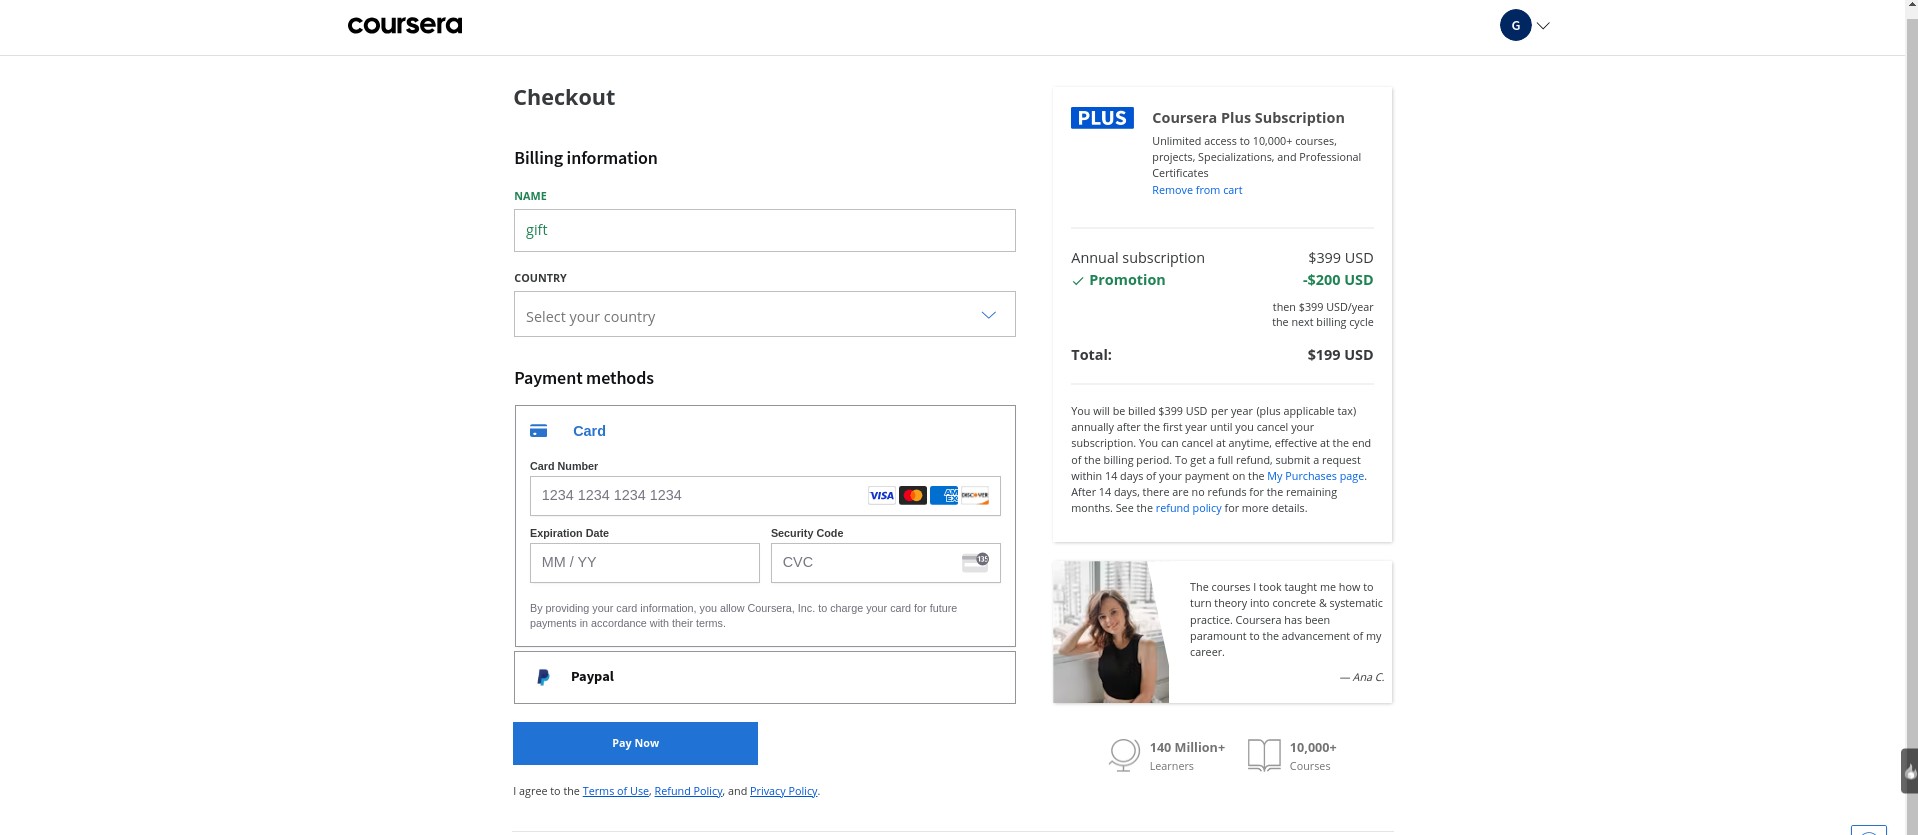 coursera
G
Checkout
Billing information
NAME
gift
COUNTRY
Select your country
Payment methods
Card
Card Number
1234 1234 1234 1234
VISA
AM
EX
DISCOVER
Expiration Date
Security Code
MM / YY
CVC
135
By providing your card information, you allow Coursera, Inc. to charge your card for future
payments in accordance with their terms.
Paypal
Pay Now
I agree to the Terms of Use, Refund Policy, and Privacy Policy.
PLUS
Coursera Plus Subscription
Unlimited access to 10,000+ courses,
projects, Specializations, and Professional
Certificates
Remove from cart
Annual subscription $399 USD
Promotion -$200 USD
then $399 USD/year
the next billing cycle
Total: $199 USD
You will be billed $399 USD per year (plus applicable tax)
annually after the first year until you cancel your
subscription. You can cancel at anytime, effective at the end
of the billing period. To get a full refund, submit a request
within 14 days of your payment on the My Purchases page.
After 14 days, there are no refunds for the remaining
months. See the refund policy for more details.
The courses I took taught me how to
turn theory into concrete & systematic
practice. Coursera has been
paramount to the advancement of my
career.
— Ana C.
140 Million+
Learners
10,000+
Courses